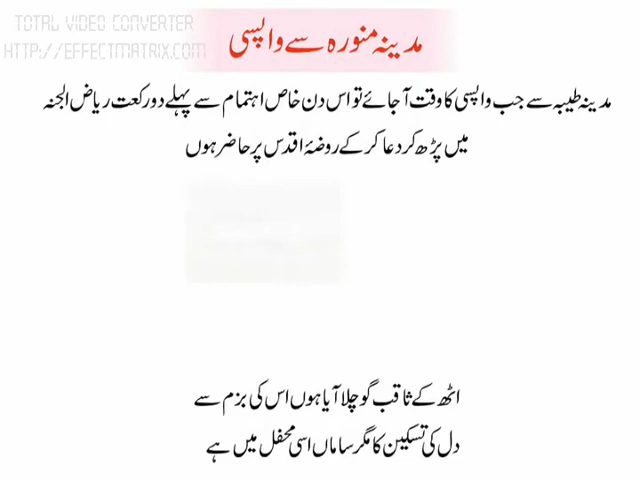 TOTAL VIDEO CONVERTER
HTTP://EFFECTMATRIX.COM
مدینہ منورہ سے واپسی
مدینہ طیبہ سے جب واپسی کا وقت آ جائے تو اس دن خاص اہتمام سے پہلے دو رکعت ریاض الجنہ
میں پڑھ کر دعا کر کے روضۂ اقدس پر حاضر ہوں
اٹھ کے ثاقب گو چلا آیا ہوں اس کی بزم سے
دل کی تسکین کا مگر ساماں اسی محفل میں ہے